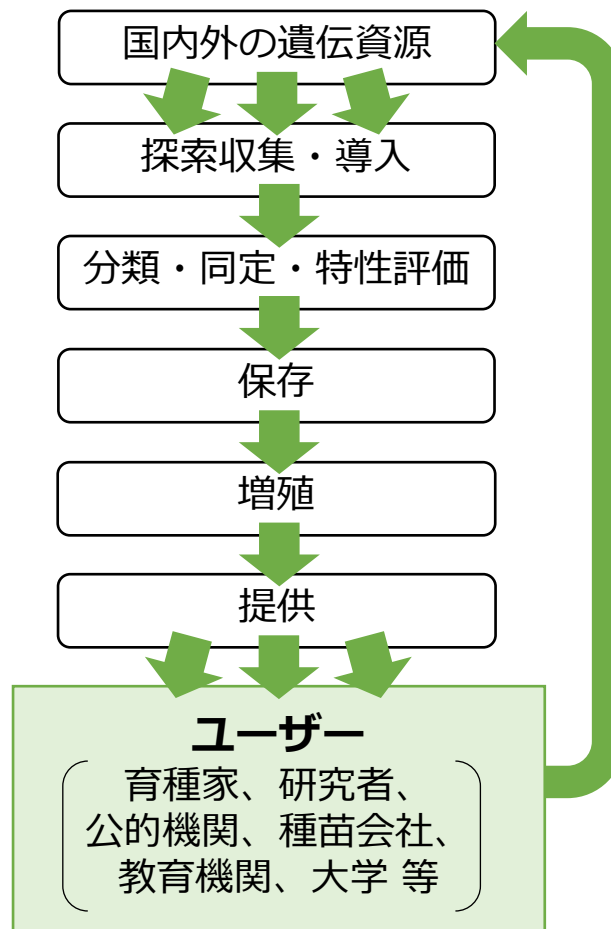 国内外の遺伝資源
探索収集・導入
分類・同定・特性評価
保存
増殖
提供
ユーザー
育種家、研究者、
公的機関、種苗会社、
教育機関、大学 等